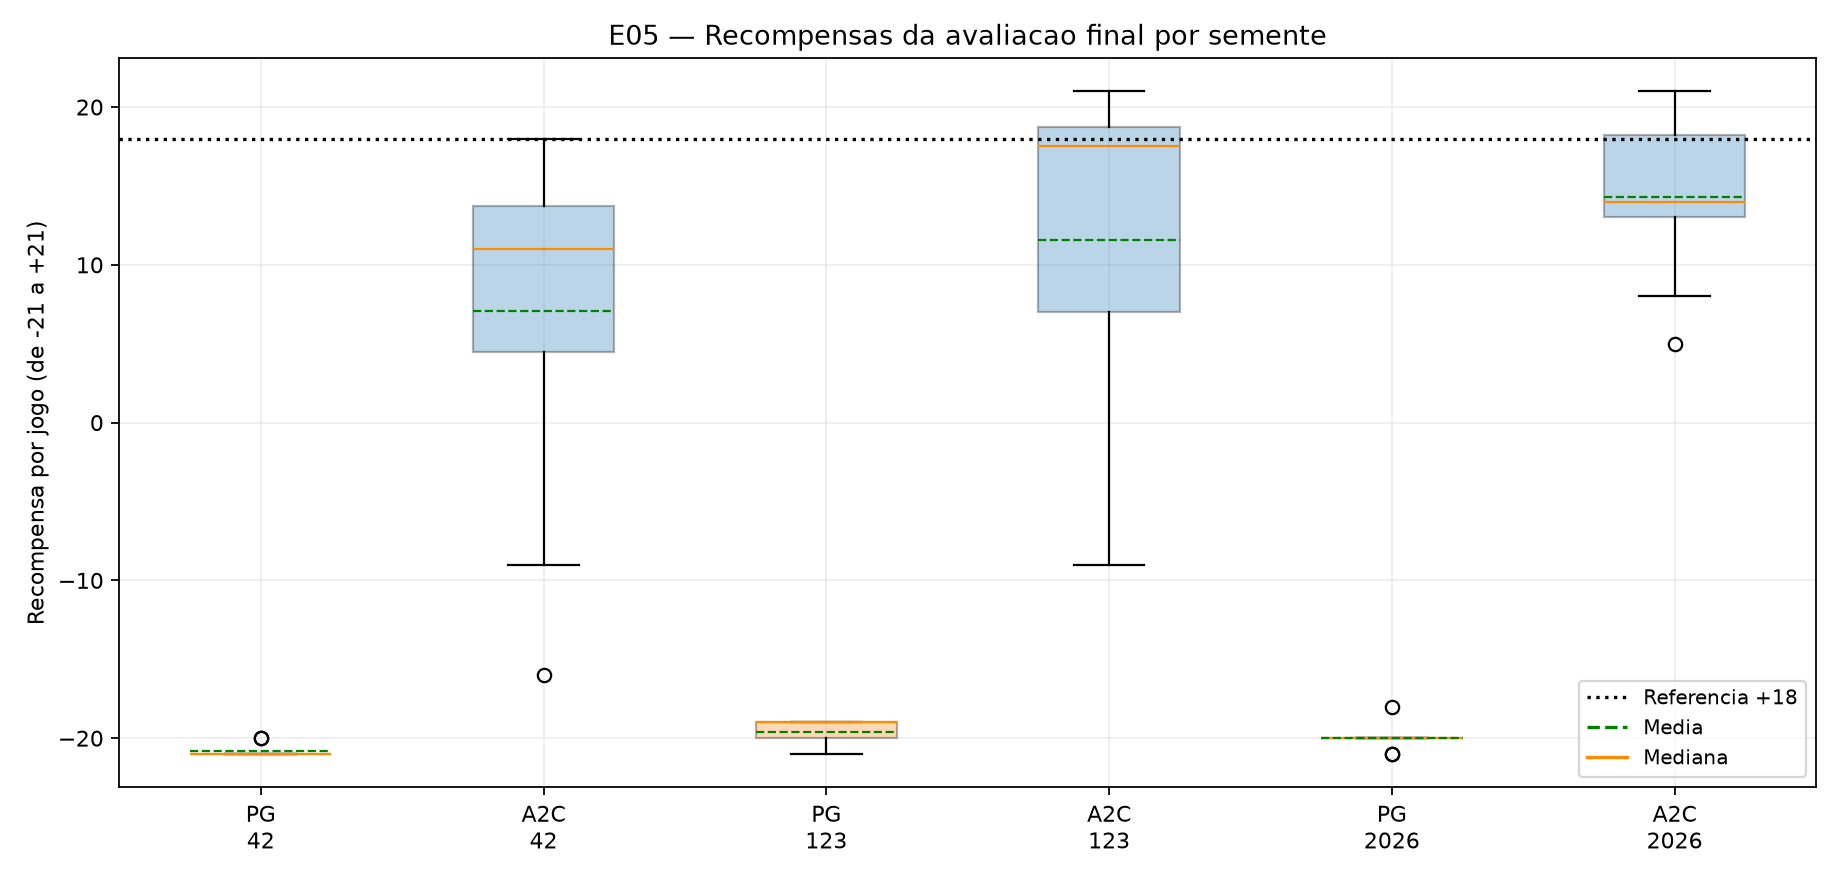 E05 — Recompensas da avaliacao final por semente
Recompensa por jogo (de -21 a +21)
20
10
0
−10
−20
Referencia +18
Media
Mediana
PG
42
A2C
42
PG
123
A2C
123
PG
2026
A2C
2026